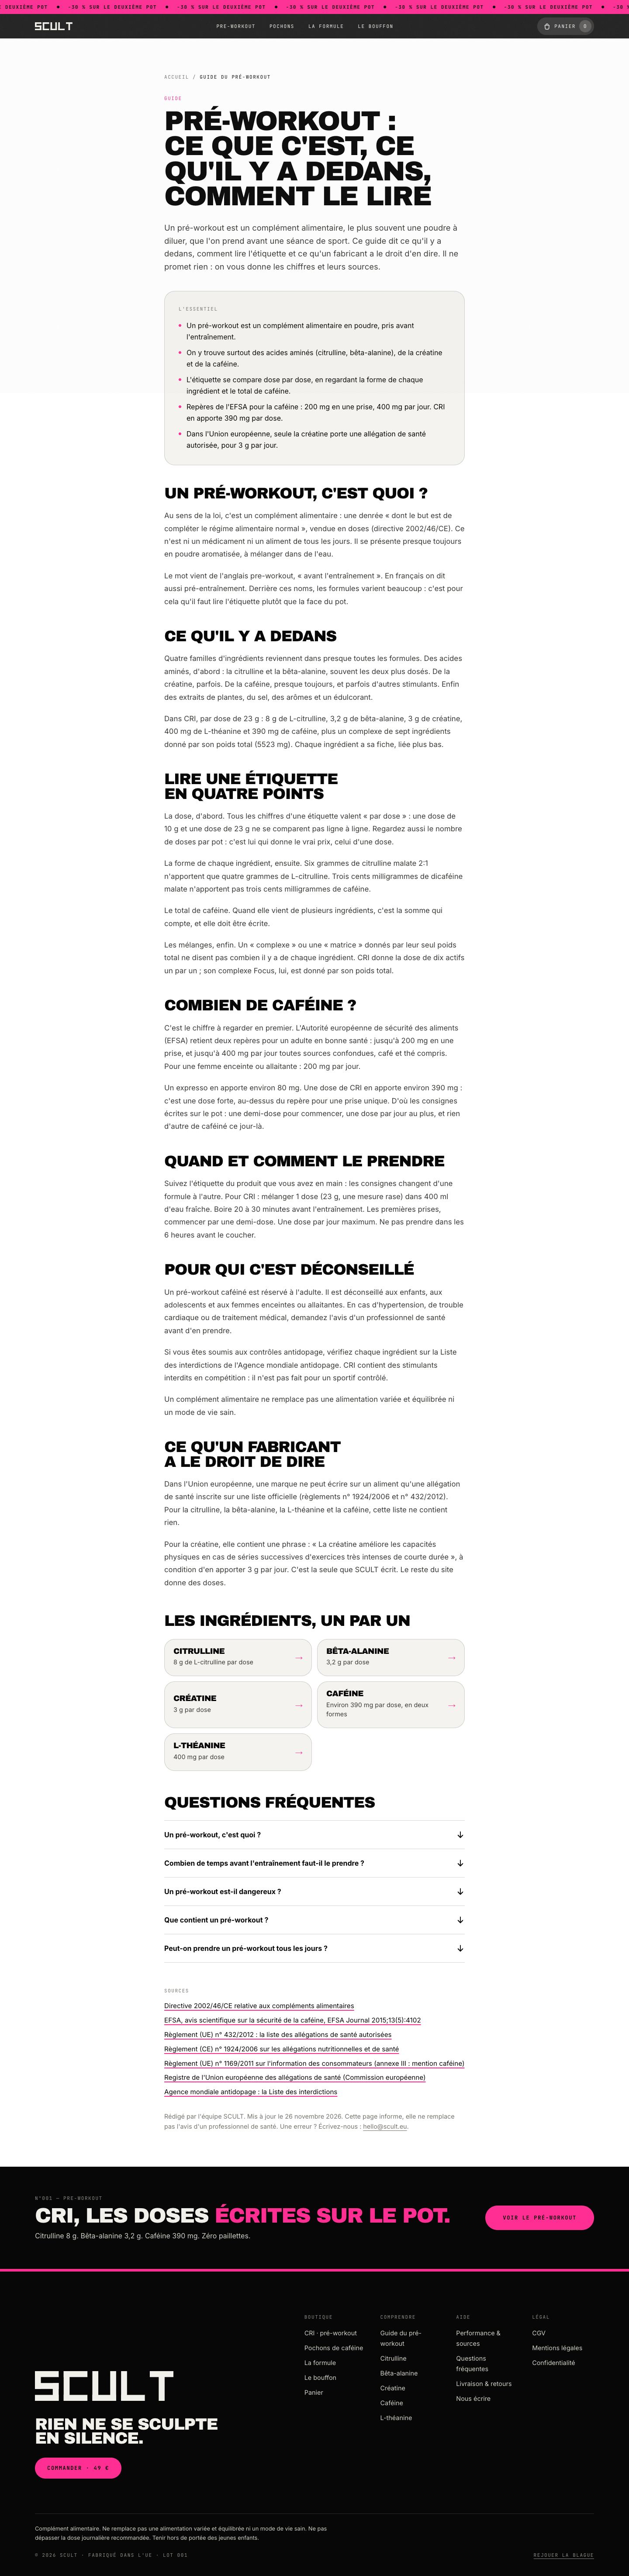 DEUXIÈME POT • -30 % SUR LE DEUXIÈME POT • -30 % SUR LE DEUXIÈME POT • -30 % SUR LE DEUXIÈME POT • -30 % SUR LE DEUXIÈME POT • -30 % SUR LE DEUXIÈME POT •
SCULT
PRE-WORKOUT
POCHONS
LA FORMULE
LE BOUFFON
PANIER 0
ACCUEIL / GUIDE DU PRÉ-WORKOUT
GUIDE
PRÉ-WORKOUT :
CE QUE C'EST, CE
QU'IL Y A DEDANS,
COMMENT LE LIRE
Un pré-workout est un complément alimentaire, le plus souvent une poudre à
diluer, que l'on prend avant une séance de sport. Ce guide dit ce qu'il y a
dedans, comment lire l'étiquette et ce qu'un fabricant a le droit d'en dire. Il ne
promet rien : on vous donne les chiffres et leurs sources.
L'ESSENTIEL
Un pré-workout est un complément alimentaire en poudre, pris avant
l'entraînement.
On y trouve surtout des acides aminés (citrulline, bêta-alanine), de la créatine
et de la caféine.
L'étiquette se compare dose par dose, en regardant la forme de chaque
ingrédient et le total de caféine.
Repères de l'EFSA pour la caféine : 200 mg en une prise, 400 mg par jour. CRI
en apporte 390 mg par dose.
Dans l'Union européenne, seule la créatine porte une allégation de santé
autorisée, pour 3 g par jour.
UN PRÉ-WORKOUT, C'EST QUOI ?
Au sens de la loi, c'est un complément alimentaire : une denrée « dont le but est de
compléter le régime alimentaire normal », vendue en doses (directive 2002/46/CE). Ce
n'est ni un médicament ni un aliment de tous les jours. Il se présente presque toujours
en poudre aromatisée, à mélanger dans de l'eau.
Le mot vient de l'anglais pre-workout, « avant l'entraînement ». En français on dit
aussi pré-entraînement. Derrière ces noms, les formules varient beaucoup : c'est pour
cela qu'il faut lire l'étiquette plutôt que la face du pot.
CE QU'IL Y A DEDANS
Quatre familles d'ingrédients reviennent dans presque toutes les formules. Des acides
aminés, d'abord : la citrulline et la bêta-alanine, souvent les deux plus dosés. De la
créatine, parfois. De la caféine, presque toujours, et parfois d'autres stimulants. Enfin
des extraits de plantes, du sel, des arômes et un édulcorant.
Dans CRI, par dose de 23 g : 8 g de L-citrulline, 3,2 g de bêta-alanine, 3 g de créatine,
400 mg de L-théanine et 390 mg de caféine, plus un complexe de sept ingrédients
donné par son poids total (5523 mg). Chaque ingrédient a sa fiche, liée plus bas.
LIRE UNE ÉTIQUETTE
EN QUATRE POINTS
La dose, d'abord. Tous les chiffres d'une étiquette valent « par dose » : une dose de
10 g et une dose de 23 g ne se comparent pas ligne à ligne. Regardez aussi le nombre
de doses par pot : c'est lui qui donne le vrai prix, celui d'une dose.
La forme de chaque ingrédient, ensuite. Six grammes de citrulline malate 2:1
n'apportent que quatre grammes de L-citrulline. Trois cents milligrammes de dicaféine
malate n'apportent pas trois cents milligrammes de caféine.
Le total de caféine. Quand elle vient de plusieurs ingrédients, c'est la somme qui
compte, et elle doit être écrite.
Les mélanges, enfin. Un « complexe » ou une « matrice » donnés par leur seul poids
total ne disent pas combien il y a de chaque ingrédient. CRI donne la dose de dix actifs
un par un ; son complexe Focus, lui, est donné par son poids total.
COMBIEN DE CAFÉINE ?
C'est le chiffre à regarder en premier. L'Autorité européenne de sécurité des aliments
(EFSA) retient deux repères pour un adulte en bonne santé : jusqu'à 200 mg en une
prise, et jusqu'à 400 mg par jour toutes sources confondues, café et thé compris.
Pour une femme enceinte ou allaitante : 200 mg par jour.
Un expresso en apporte environ 80 mg. Une dose de CRI en apporte environ 390 mg :
c'est une dose forte, au-dessus du repère pour une prise unique. D'où les consignes
écrites sur le pot : une demi-dose pour commencer, une dose par jour au plus, et rien
d'autre de caféiné ce jour-là.
QUAND ET COMMENT LE PRENDRE
Suivez l'étiquette du produit que vous avez en main : les consignes changent d'une
formule à l'autre. Pour CRI : mélanger 1 dose (23 g, une mesure rase) dans 400 ml
d'eau fraîche. Boire 20 à 30 minutes avant l'entraînement. Les premières prises,
commencer par une demi-dose. Une dose par jour maximum. Ne pas prendre dans les
6 heures avant le coucher.
POUR QUI C'EST DÉCONSEILLÉ
Un pré-workout caféiné est réservé à l'adulte. Il est déconseillé aux enfants, aux
adolescents et aux femmes enceintes ou allaitantes. En cas d'hypertension, de trouble
cardiaque ou de traitement médical, demandez l'avis d'un professionnel de santé
avant d'en prendre.
Si vous êtes soumis aux contrôles antidopage, vérifiez chaque ingrédient sur la Liste
des interdictions de l'Agence mondiale antidopage. CRI contient des stimulants
interdits en compétition : il n'est pas fait pour un sportif contrôlé.
Un complément alimentaire ne remplace pas une alimentation variée et équilibrée ni
un mode de vie sain.
CE QU'UN FABRICANT
A LE DROIT DE DIRE
Dans l'Union européenne, une marque ne peut écrire sur un aliment qu'une allégation
de santé inscrite sur une liste officielle (règlements n° 1924/2006 et n° 432/2012).
Pour la citrulline, la bêta-alanine, la L-théanine et la caféine, cette liste ne contient
rien.
Pour la créatine, elle contient une phrase : « La créatine améliore les capacités
physiques en cas de séries successives d'exercices très intenses de courte durée », à
condition d'en apporter 3 g par jour. C'est la seule que SCULT écrit. Le reste du site
donne des doses.
LES INGRÉDIENTS, UN PAR UN
CITRULLINE
8 g de L-citrulline par dose
→
BÊTA-ALANINE
3,2 g par dose
→
CRÉATINE
3 g par dose
→
CAFÉINE
Environ 390 mg par dose, en deux
formes
→
L-THÉANINE
400 mg par dose
→
QUESTIONS FRÉQUENTES
Un pré-workout, c'est quoi ?
Combien de temps avant l'entraînement faut-il le prendre ?
Un pré-workout est-il dangereux ?
Que contient un pré-workout ?
Peut-on prendre un pré-workout tous les jours ?
SOURCES
Directive 2002/46/CE relative aux compléments alimentaires
EFSA, avis scientifique sur la sécurité de la caféine, EFSA Journal 2015;13(5):4102
Règlement (UE) n° 432/2012 : la liste des allégations de santé autorisées
Règlement (CE) n° 1924/2006 sur les allégations nutritionnelles et de santé
Règlement (UE) n° 1169/2011 sur l'information des consommateurs (annexe III : mention caféine)
Registre de l'Union européenne des allégations de santé (Commission européenne)
Agence mondiale antidopage : la Liste des interdictions
Rédigé par l'équipe SCULT. Mis à jour le 26 novembre 2026. Cette page informe, elle ne remplace
pas l'avis d'un professionnel de santé. Une erreur ? Écrivez-nous : hello@scult.eu.
N°001 — PRE-WORKOUT
CRI, LES DOSES ÉCRITES SUR LE POT.
Citrulline 8 g. Bêta-alanine 3,2 g. Caféine 390 mg. Zéro paillettes.
VOIR LE PRÉ-WORKOUT
SCULT
RIEN NE SE SCULPTE
EN SILENCE.
COMMANDER · 49 €
BOUTIQUE
CRI · pré-workout
Pochons de caféine
La formule
Le bouffon
Panier
COMPRENDRE
Guide du pré-
workout
Citrulline
Bêta-alanine
Créatine
Caféine
L-théanine
AIDE
Performance &
sources
Questions
fréquentes
Livraison & retours
Nous écrire
LÉGAL
CGV
Mentions légales
Confidentialité
Complément alimentaire. Ne remplace pas une alimentation variée et équilibrée ni un mode de vie sain. Ne pas
dépasser la dose journalière recommandée. Tenir hors de portée des jeunes enfants.
© 2026 SCULT · FABRIQUÉ DANS L'UE · LOT 001
REJOUER LA BLAGUE